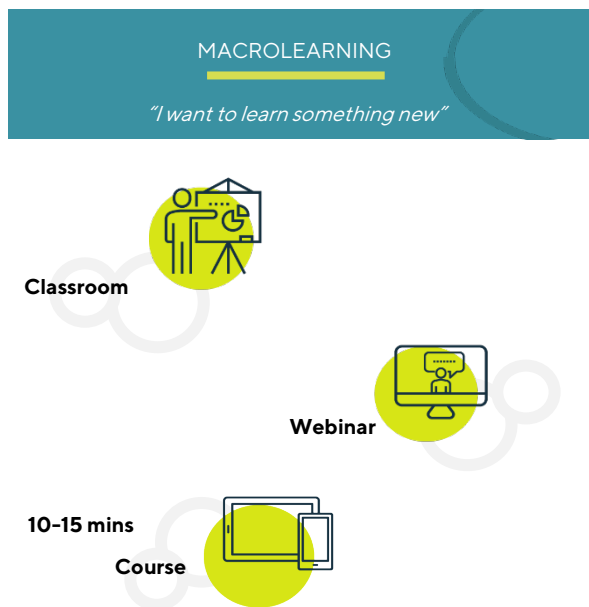 MACROLEARNING
“I want to learn something new”
Classroom
Webinar
10-15 mins
Course